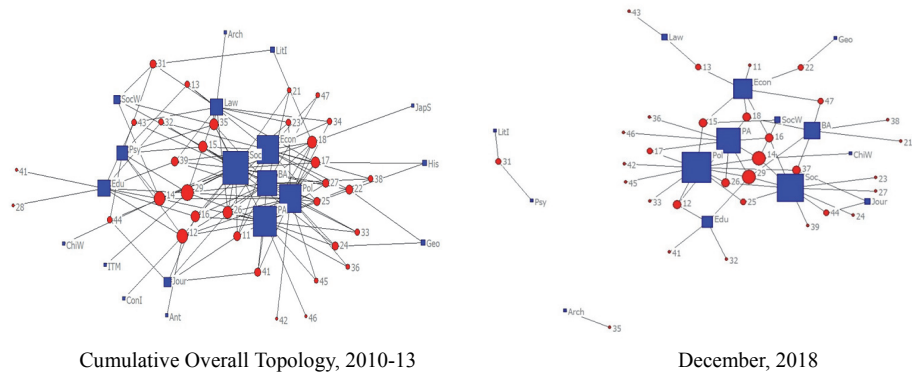 43
Arch
Law
Geo
31
LitI
13
11
22
Econ
13
21
47
SocW
Law
47
36
15
18
SocW
38
43
32
35
23
34
JapS
46
PA
16
BA
21
Psy
15
Econ
18
LitI
17
Pol
14
ChiW
39
Soc
17
His
31
42
29
37
23
41
Edu
29
BA
27
38
45
26
Soc
27
14
Pol
22
Psy
33
12
25
Jour
28
44
16
26
25
Edu
44
24
12
PA
33
39
ChiW
11
24
Geo
41
32
ITM
41
36
Jour
45
ConI
Arch
Ant
42
46
35
Cumulative Overall Topology, 2010-13
December, 2018